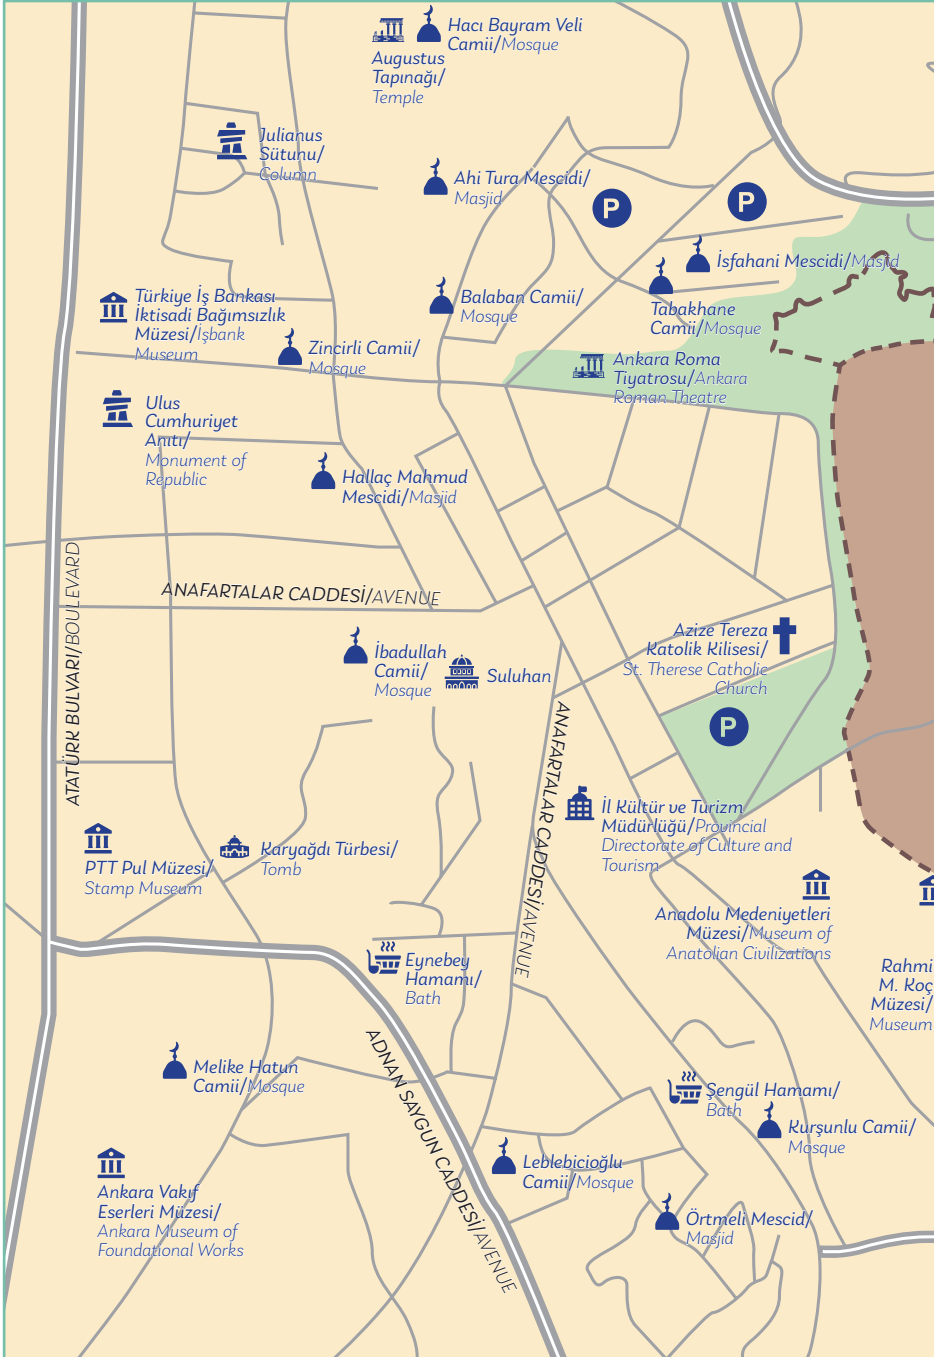 Hacı Bayram Veli
Camii/Mosque
Augustus
Tapınağı/
Temple
Julianus
Sütunu/
Column
Ahi Tura Mescidi/
Masjid
P
P
İsfahani Mescidi/Masjid
Türkiye İş Bankası
İktisadi Bağımsızlık
Müzesi/İşbank
Museum
Balaban Camii/
Mosque
Tabakhane
Camii/Mosque
Zincirli Camii/
Mosque
Ankara Roma
Tiyatrosu/Ankara
Roman Theatre
Ulus
Cumhuriyet
Anıtı/
Monument of
Republic
Hallaç Mahmud
Mescidi/Masjid
ATATÜRK BULVARI/BOULEVARD
ANAFARTALAR CADDESİ/AVENUE
İbadullah
Camii/
Mosque
Suluhan
Azize Tereza
Katolik Kilisesi/
St. Therese Catholic
Church
P
ANAFARTALAR CADDESİ/AVENUE
İl Kültür ve Turizm
Müdürlüğü/Provincial
Directorate of Culture and
Tourism
PTT Pul Müzesi/
Stamp Museum
Karyağdı Türbesi/
Tomb
Anadolu Medeniyetleri
Müzesi/Museum of
Anatolian Civilizations
Eynebey
Hamamı/
Bath
Rahmi
M. Koç
Müzesi/
Museum
ADNAN SAYGUN CADDESİ/AVENUE
Melike Hatun
Camii/Mosque
Şengül Hamamı/
Bath
Kurşunlu Camii/
Mosque
Leblebicioğlu
Camii/Mosque
Ankara Vakıf
Eserleri Müzesi/
Ankara Museum of
Foundational Works
Örtmeli Mescid/
Masjid